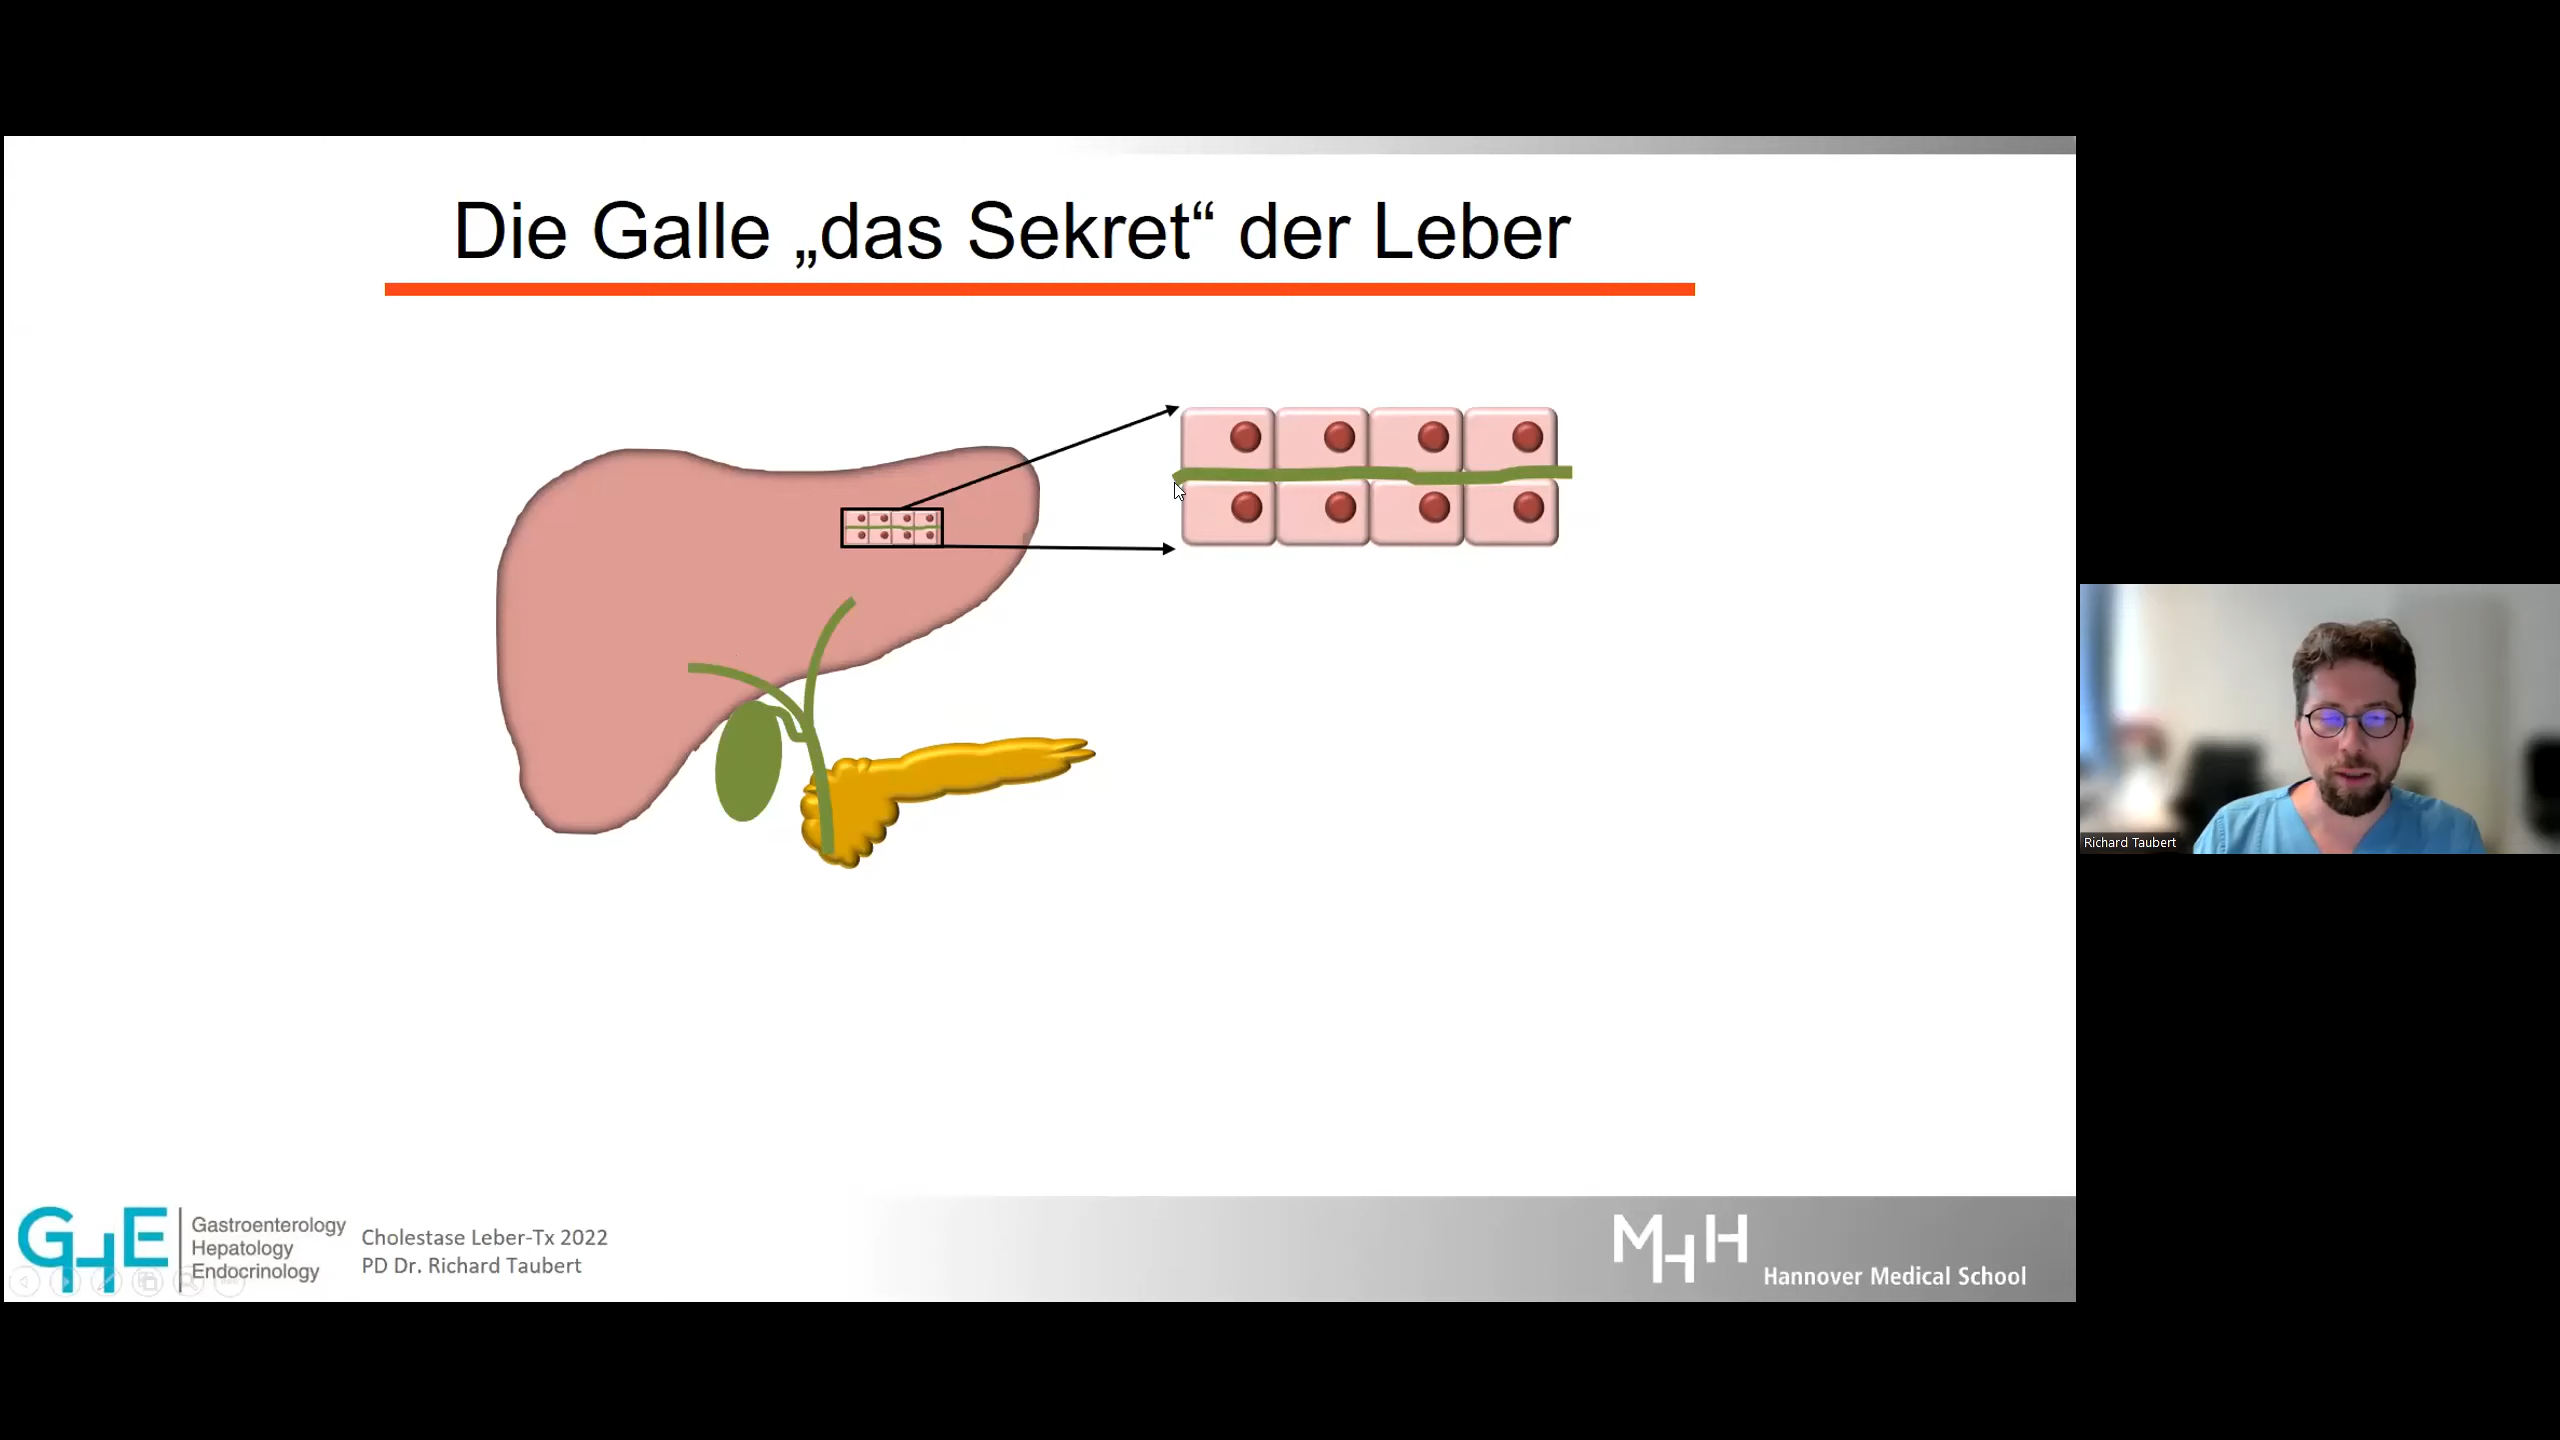 Die Galle „das Sekret“ der Leber
Richard Taubert
GHE
Gastroenterology
Hepatology
Endocrinology
Cholestase Leber-Tx 2022
PD Dr. Richard Taubert
MHH
Hannover Medical School